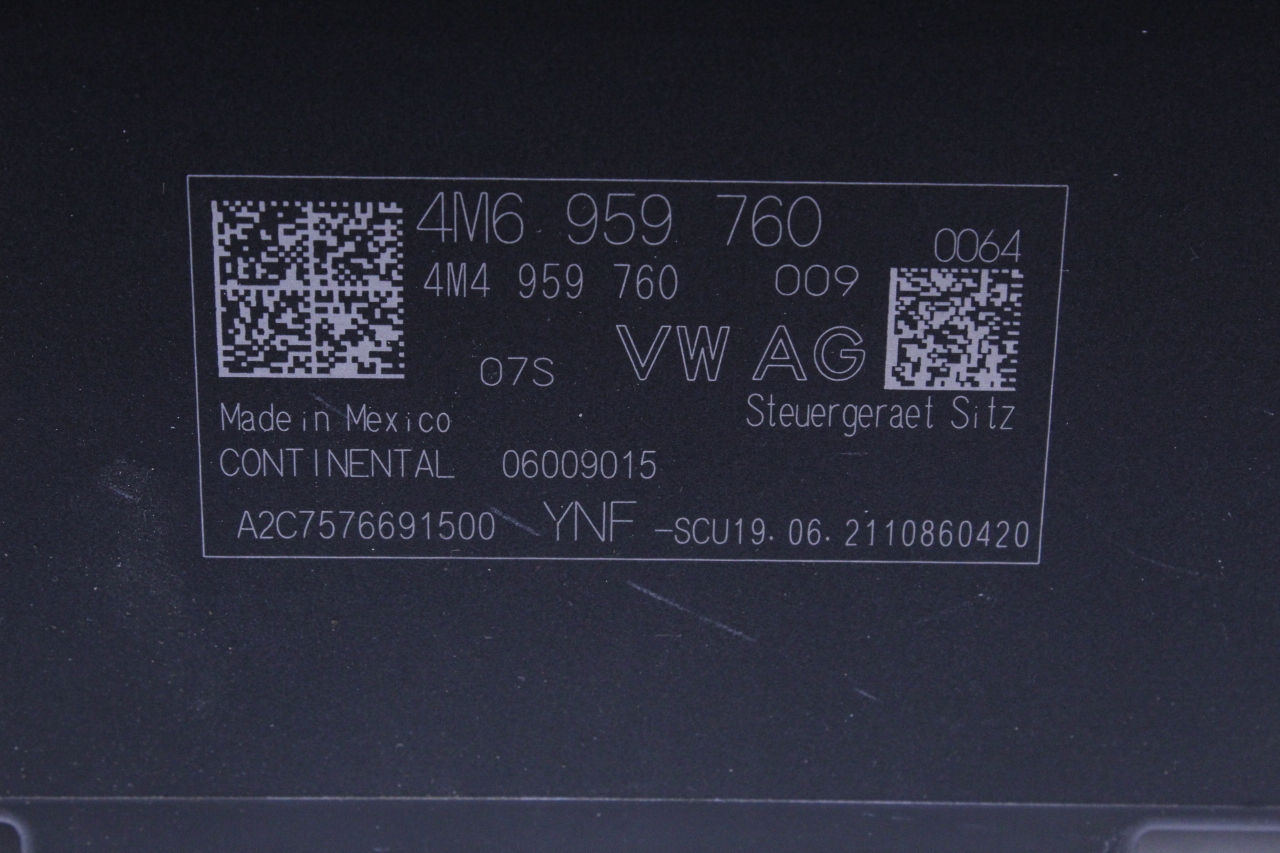 4M6 959 760
0064
4M4 959 760 009
07S VW AG
Made in Mexico
Steuergeraet Sitz
CONTINENTAL 06009015
A2C7576691500 YNF -SCU19.06.2110860420